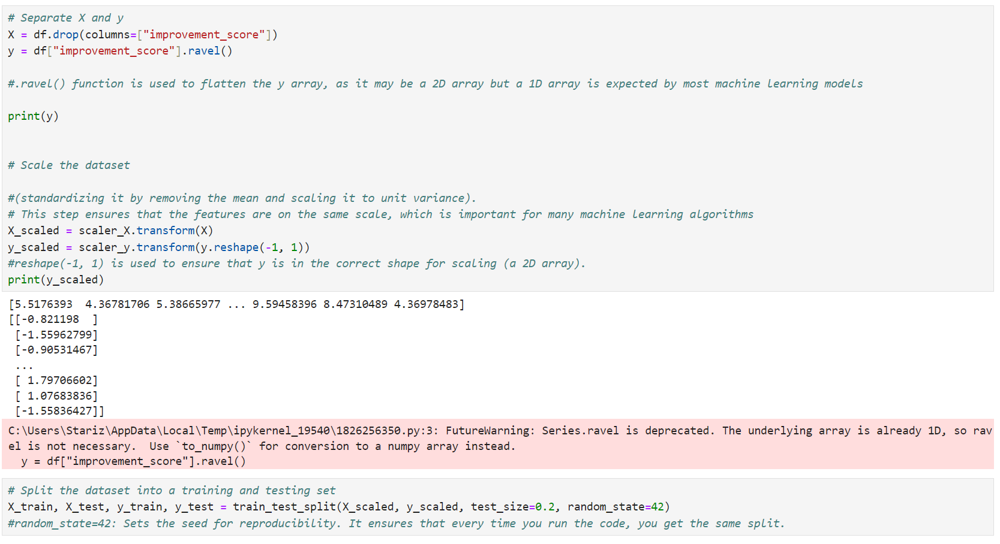 # Separate X and y
X = df.drop(columns=["improvement_score"])
y = df["improvement_score"].ravel()
#.ravel() function is used to flatten the y array, as it may be a 2D array but a 1D array is expected by most machine learning models
print(y)
# Scale the dataset
#(standardizing it by removing the mean and scaling it to unit variance).
# This step ensures that the features are on the same scale, which is important for many machine learning algorithms
X_scaled = scaler_X.transform(X)
y_scaled = scaler_y.transform(y.reshape(-1, 1))
#reshape(-1, 1) is used to ensure that y is in the correct shape for scaling (a 2D array).
print(y_scaled)
[5.5176393  4.36781706 5.38665977 ... 9.59458396 8.47310489 4.36978483]
[[-0.821198  ]
 [-1.55962799]
 [-0.90531467]
 ...
 [ 1.79706602]
 [ 1.07683836]
 [-1.55836427]]
C:\Users\Stariz\AppData\Local\Temp\ipykernel_19540\1826256350.py:3: FutureWarning: Series.ravel is deprecated. The underlying array is already 1D, so rav
el is not necessary.  Use `to_numpy()` for conversion to a numpy array instead.
  y = df["improvement_score"].ravel()
# Split the dataset into a training and testing set
X_train, X_test, y_train, y_test = train_test_split(X_scaled, y_scaled, test_size=0.2, random_state=42)
#random_state=42: Sets the seed for reproducibility. It ensures that every time you run the code, you get the same split.